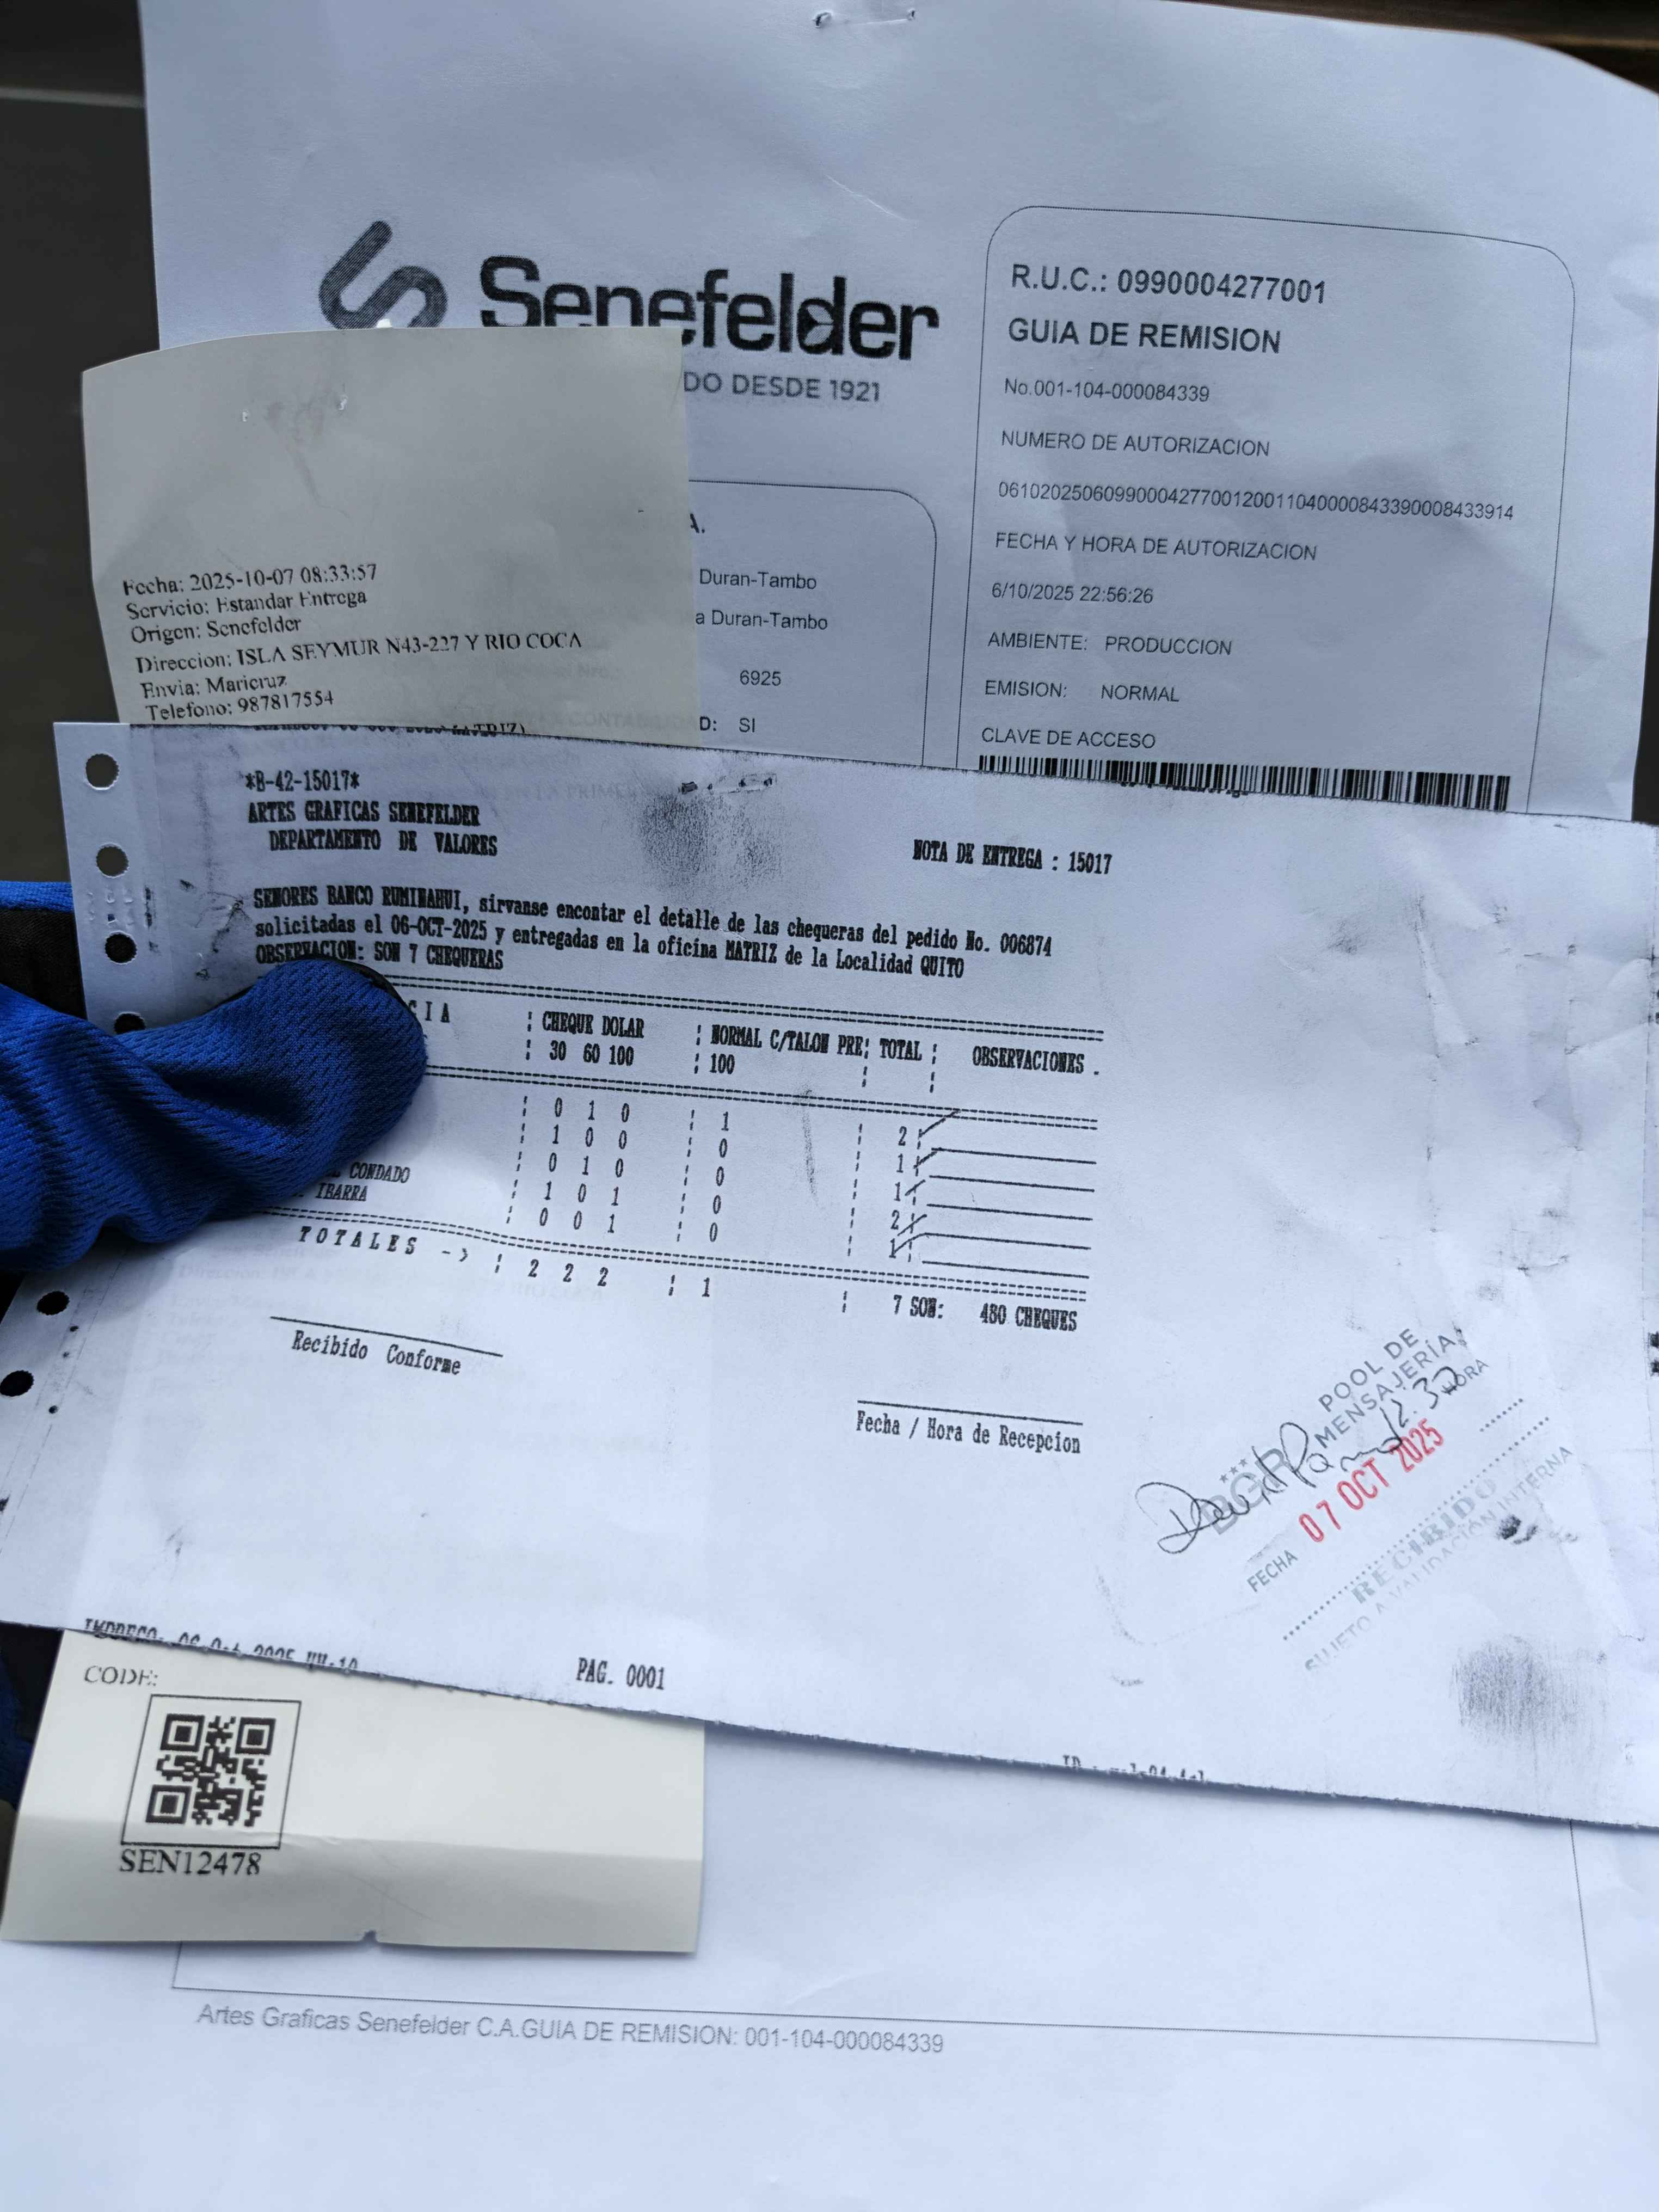 Senefelder
DO DESDE 1921
R.U.C.: 0990004277001
GUIA DE REMISION
No.001-104-000084339
NUMERO DE AUTORIZACION
0610202506099000427700120011040000843390008433914
FECHA Y HORA DE AUTORIZACION
6/10/2025 22:56:26
AMBIENTE: PRODUCCION
EMISION: NORMAL
CLAVE DE ACCESO
A.
Duran-Tambo
a Duran-Tambo
6925
D: SI
Fecha: 2025-10-07 08:33:57
Servicio: Estandar Entrega
Origen: Senefelder
Direccion: ISLA SEYMUR N43-227 Y RIO COCA
Envia: Maricruz
Telefono: 987817554
*B-42-15017*
ARTES GRAFICAS SENEFELDER
DEPARTAMENTO DE VALORES
NOTA DE ENTREGA : 15017
SENORES BANCO RUMINAHUI, sirvanse encontar el detalle de las chequeras del pedido No. 006874
solicitadas el 06-OCT-2025 y entregadas en la oficina MATRIZ de la Localidad QUITO
OBSERVACION: SON 7 CHEQUERAS
CIA ¦ CHEQUE DOLAR ¦ NORMAL C/TALON PRE¦ TOTAL ¦ OBSERVACIONES .
¦ 30 60 100 ¦ 100 ¦ ¦
¦ 0 1 0 ¦ 1 ¦ 2 ¦
¦ 1 0 0 ¦ 0 ¦ 1 ¦
¦ 0 1 0 ¦ 0 ¦ 1 ¦
CONDADO ¦ 1 0 1 ¦ 0 ¦ 2 ¦
IBARRA ¦ 0 0 1 ¦ 0 ¦ 1 ¦
TOTALES -> ¦ 2 2 2 ¦ 1 ¦ 7 SON: 480 CHEQUES
Recibido Conforme
Fecha / Hora de Recepcion
POOL DE
MENSAJERÍA
BGR
12:32
HORA
FECHA 07 OCT 2025
RECIBIDO
SUJETO A VALIDACIÓN INTERNA
PAG. 0001
CODE:
SEN12478
Artes Graficas Senefelder C.A.GUIA DE REMISION: 001-104-000084339